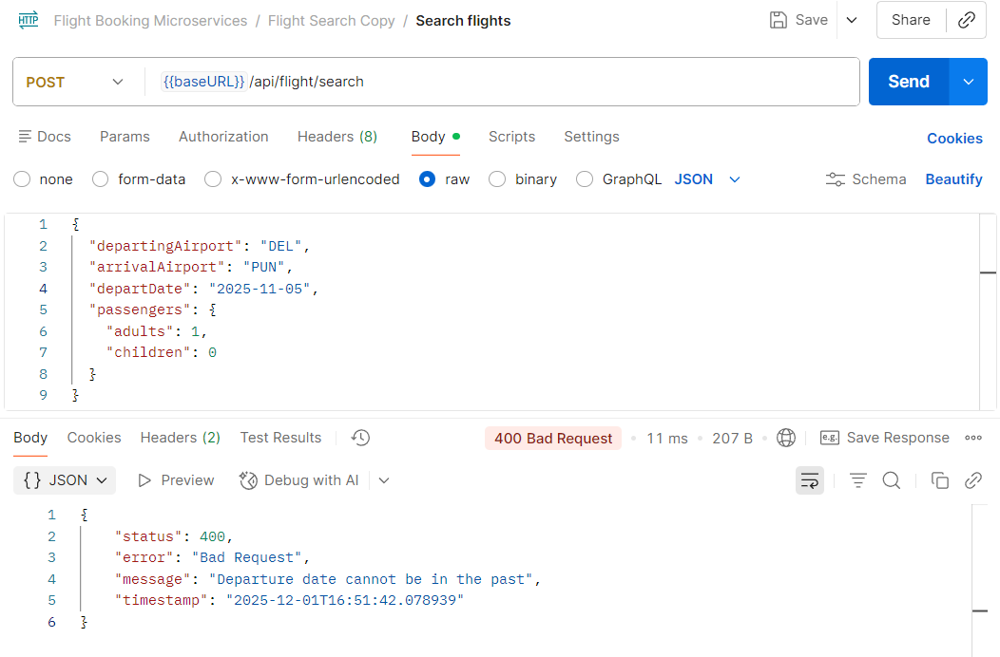 HTTP Flight Booking Microservices / Flight Search Copy / Search flights Save Share
POST {{baseURL}}/api/flight/search Send
Docs Params Authorization Headers (8) Body Scripts Settings Cookies
none form-data x-www-form-urlencoded raw binary GraphQL JSON Schema Beautify
1 {
2 "departingAirport": "DEL",
3 "arrivalAirport": "PUN",
4 "departDate": "2025-11-05",
5 "passengers": {
6 "adults": 1,
7 "children": 0
8 }
9 }
Body Cookies Headers (2) Test Results 400 Bad Request • 11 ms • 207 B • e.g. Save Response
{} JSON Preview Debug with AI
1 {
2 "status": 400,
3 "error": "Bad Request",
4 "message": "Departure date cannot be in the past",
5 "timestamp": "2025-12-01T16:51:42.078939"
6 }